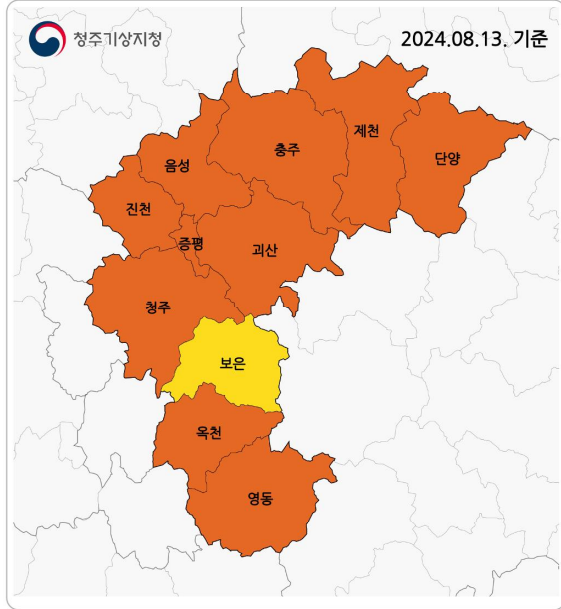 청주기상지청
2024.08.13. 기준
제천
충주
단양
음성
진천
증평
괴산
청주
보은
옥천
영동